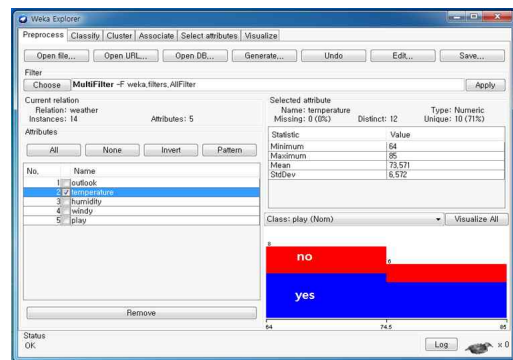 Weka Explorer
Preprocess Classify Cluster Associate Select attributes Visualize
Open file... Open URL... Open DB... Generate... Undo Edit... Save...
Filter
Choose MultiFilter -F weka.filters.AllFilter Apply
Current relation
Relation: weather
Instances: 14 Attributes: 5
Selected attribute
Name: temperature Type: Numeric
Missing: 0 (0%) Distinct: 12 Unique: 10 (71%)
Attributes
All None Invert Pattern
No. Name
1 outlook
2 temperature
3 humidity
4 windy
5 play
Remove
Statistic Value
Minimum 64
Maximum 85
Mean 73,571
StdDev 6,572
Class: play (Nom) Visualize All
8
6
no
yes
64 74.5 85
Status
OK
Log x 0